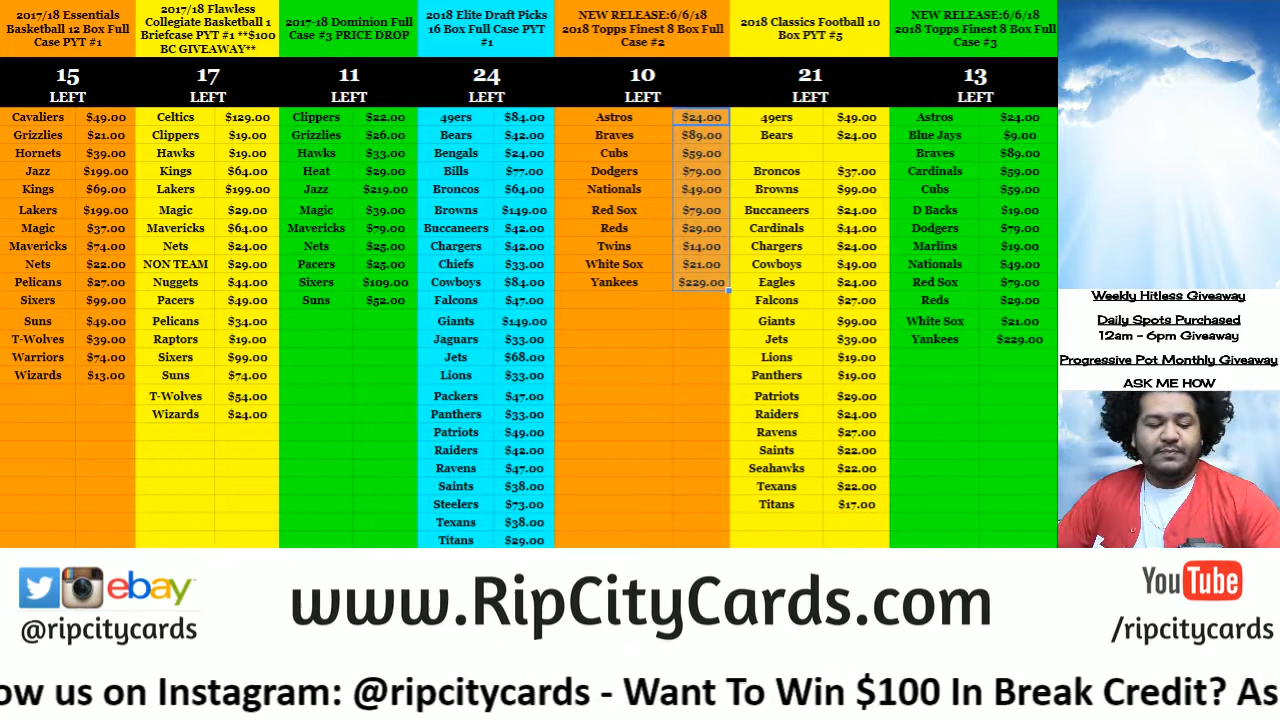 2017/18 Essentials
Basketball 12 Box Full
Case PYT #1
15
LEFT
Cavaliers $49.00
Grizzlies $21.00
Hornets $39.00
Jazz $199.00
Kings $69.00
Lakers $199.00
Magic $37.00
Mavericks $74.00
Nets $22.00
Pelicans $27.00
Sixers $99.00
Suns $49.00
T-Wolves $39.00
Warriors $74.00
Wizards $13.00
2017/18 Flawless
Collegiate Basketball 1
Briefcase PYT #1 **$100
BC GIVEAWAY**
17
LEFT
Celtics $129.00
Clippers $19.00
Hawks $19.00
Kings $64.00
Lakers $199.00
Magic $29.00
Mavericks $64.00
Nets $24.00
NON TEAM $29.00
Nuggets $44.00
Pacers $49.00
Pelicans $34.00
Raptors $19.00
Sixers $99.00
Suns $74.00
T-Wolves $54.00
Wizards $24.00
2017-18 Dominion Full
Case #3 PRICE DROP
11
LEFT
Clippers $22.00
Grizzlies $26.00
Hawks $33.00
Heat $29.00
Jazz $219.00
Magic $39.00
Mavericks $79.00
Nets $25.00
Pacers $25.00
Sixers $109.00
Suns $52.00
2018 Elite Draft Picks
16 Box Full Case PYT
#1
24
LEFT
49ers $84.00
Bears $42.00
Bengals $24.00
Bills $77.00
Broncos $64.00
Browns $149.00
Buccaneers $42.00
Chargers $42.00
Chiefs $33.00
Cowboys $84.00
Falcons $47.00
Giants $149.00
Jaguars $33.00
Jets $68.00
Lions $33.00
Packers $47.00
Panthers $33.00
Patriots $49.00
Raiders $42.00
Ravens $47.00
Saints $38.00
Steelers $73.00
Texans $38.00
Titans $29.00
NEW RELEASE:6/6/18
2018 Topps Finest 8 Box Full
Case #2
10
LEFT
Astros $24.00
Braves $89.00
Cubs $59.00
Dodgers $79.00
Nationals $49.00
Red Sox $79.00
Reds $29.00
Twins $14.00
White Sox $21.00
Yankees $229.00
2018 Classics Football 10
Box PYT #5
21
LEFT
49ers $49.00
Bears $24.00
Broncos $37.00
Browns $99.00
Buccaneers $24.00
Cardinals $44.00
Chargers $24.00
Cowboys $49.00
Eagles $24.00
Falcons $27.00
Giants $99.00
Jets $39.00
Lions $19.00
Panthers $19.00
Patriots $29.00
Raiders $24.00
Ravens $27.00
Saints $22.00
Seahawks $22.00
Texans $22.00
Titans $17.00
NEW RELEASE:6/6/18
2018 Topps Finest 8 Box Full
Case #3
13
LEFT
Astros $24.00
Blue Jays $9.00
Braves $89.00
Cardinals $59.00
Cubs $59.00
D Backs $19.00
Dodgers $79.00
Marlins $19.00
Nationals $49.00
Red Sox $79.00
Reds $29.00
White Sox $21.00
Yankees $229.00
Weekly Hitless Giveaway
Daily Spots Purchased
12am - 6pm Giveaway
Progressive Pot Monthly Giveaway
ASK ME HOW
ebay
@ripcitycards
www.RipCityCards.com
YouTube
/ripcitycards
ow us on Instagram: @ripcitycards - Want To Win $100 In Break Credit? As